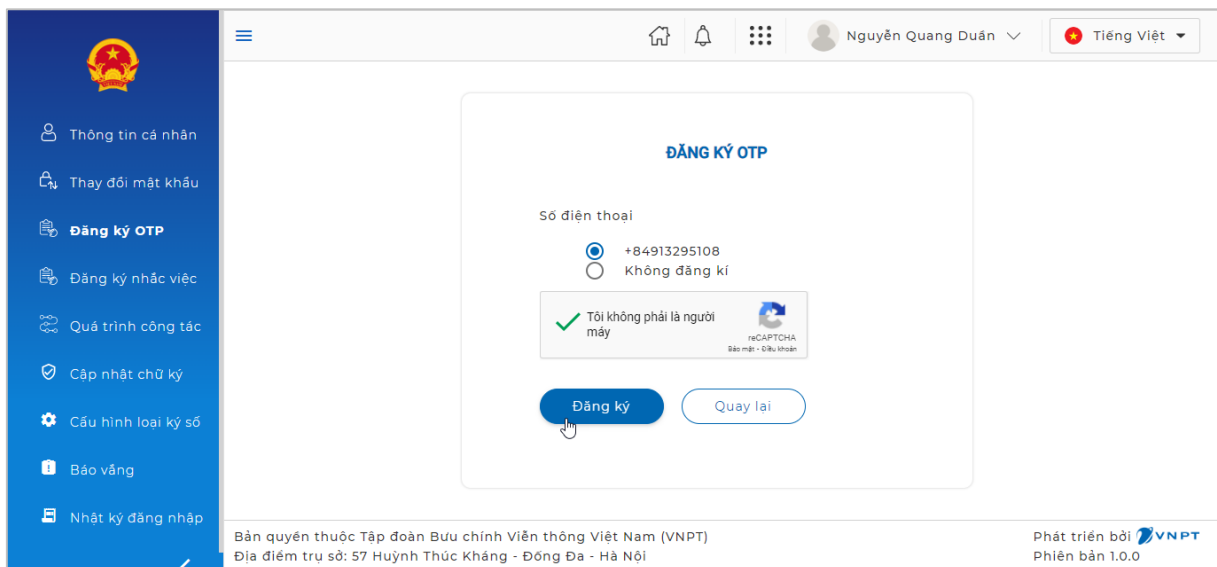 Nguyễn Quang Duẩn
Tiếng Việt
Thông tin cá nhân
Thay đổi mật khẩu
Đăng ký OTP
Đăng ký nhắc việc
Quá trình công tác
Cập nhật chữ ký
Cấu hình loại ký số
Báo vắng
Nhật ký đăng nhập
ĐĂNG KÝ OTP
Số điện thoại
+84913295108
Không đăng kí
Tôi không phải là người
máy
reCAPTCHA
Bảo mật - Điều khoản
Đăng ký
Quay lại
Bản quyền thuộc Tập đoàn Bưu chính Viễn thông Việt Nam (VNPT)
Địa điểm trụ sở: 57 Huỳnh Thúc Kháng - Đống Đa - Hà Nội
Phát triển bởi VNPT
Phiên bản 1.0.0